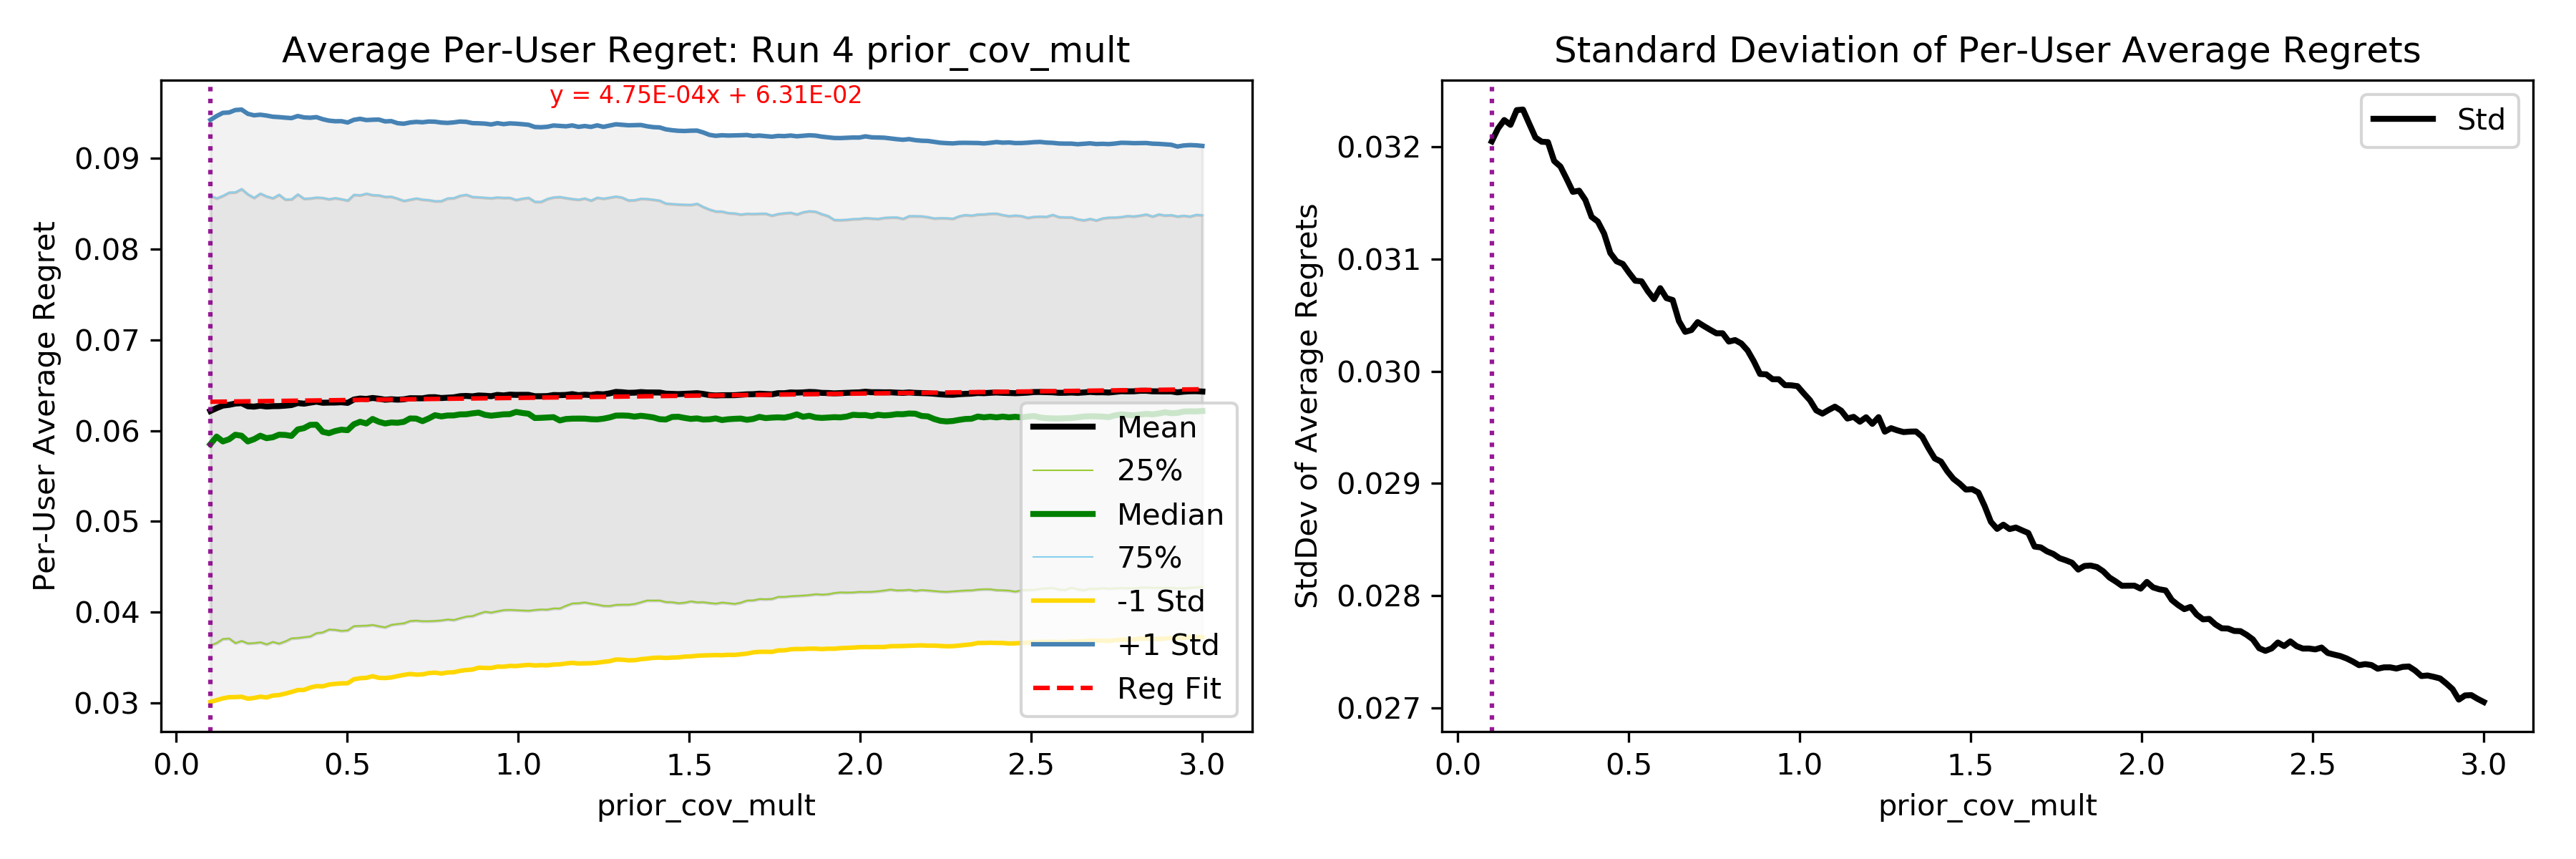 Average Per-User Regret: Run 4 prior_cov_mult
y = 4.75E-04x + 6.31E-02
Per-User Average Regret
0.09
0.08
0.07
0.06
0.05
0.04
0.03
Mean
25%
Median
75%
-1 Std
+1 Std
Reg Fit
0.0 0.5 1.0 1.5 2.0 2.5 3.0
prior_cov_mult
Standard Deviation of Per-User Average Regrets
Std
StdDev of Average Regrets
0.032
0.031
0.030
0.029
0.028
0.027
0.0 0.5 1.0 1.5 2.0 2.5 3.0
prior_cov_mult